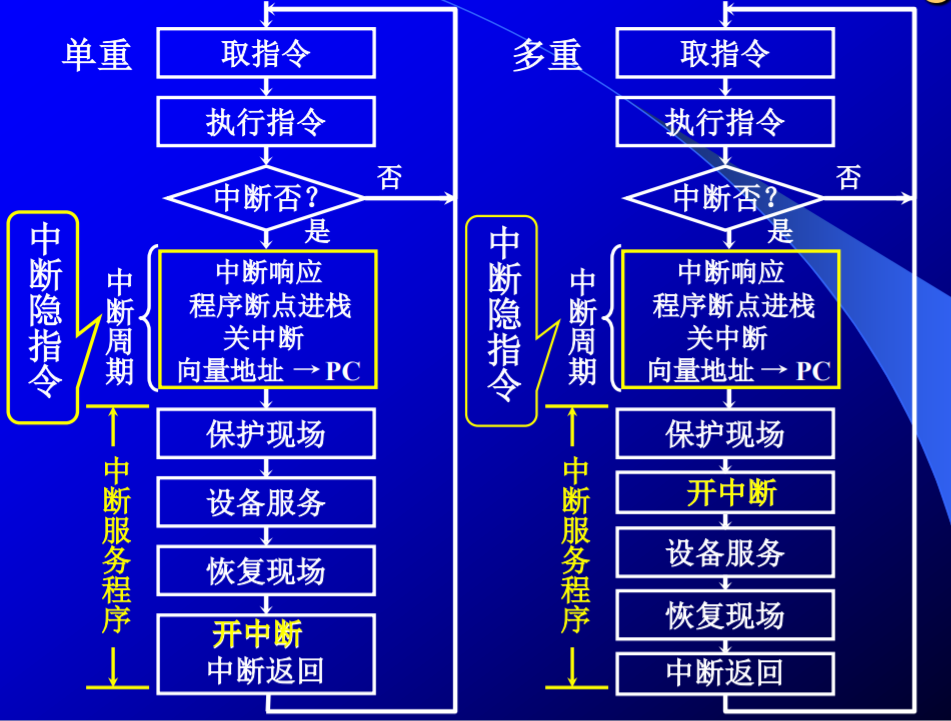 单重
取指令
执行指令
中断否？
否
是
中断隐指令
中断周期
中断响应
程序断点进栈
关中断
向量地址 → PC
中断服务程序
保护现场
设备服务
恢复现场
开中断
中断返回
多重
取指令
执行指令
中断否？
否
是
中断隐指令
中断周期
中断响应
程序断点进栈
关中断
向量地址 → PC
中断服务程序
保护现场
开中断
设备服务
恢复现场
中断返回